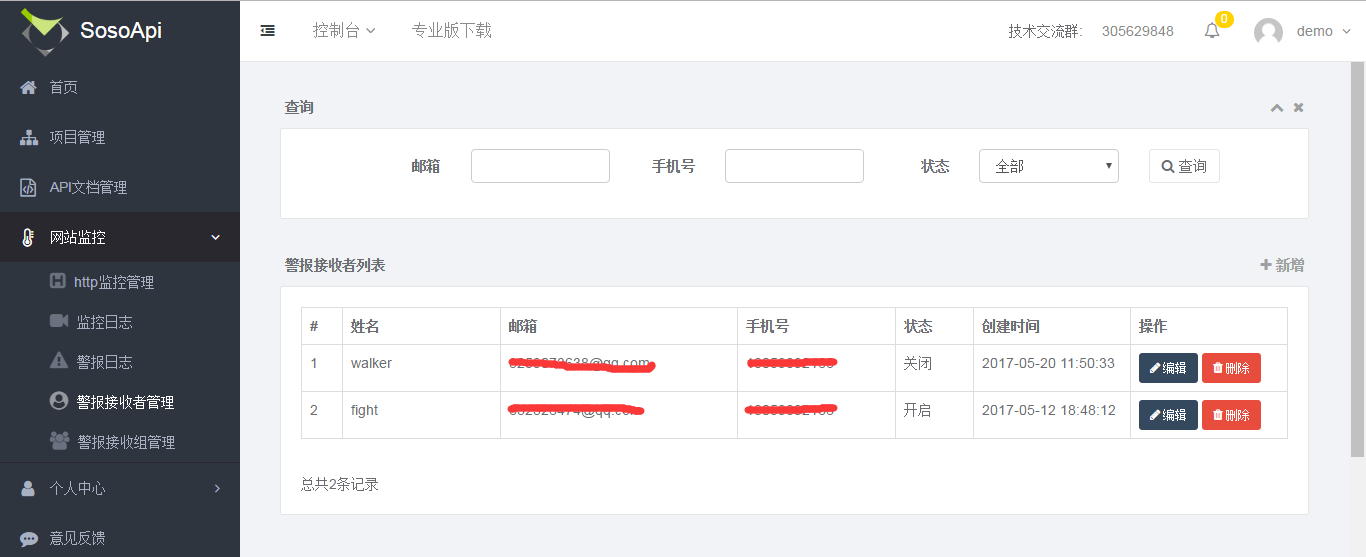 SosoApi
控制台 专业版下载 技术交流群: 305629848 0 demo
首页
项目管理
API文档管理
网站监控
http监控管理
监控日志
警报日志
警报接收者管理
警报接收组管理
个人中心
意见反馈
查询
邮箱 手机号 状态 全部 查询
警报接收者列表 新增
# 姓名 邮箱 手机号 状态 创建时间 操作
1 walker 关闭 2017-05-20 11:50:33 编辑 删除
2 fight 开启 2017-05-12 18:48:12 编辑 删除
总共2条记录